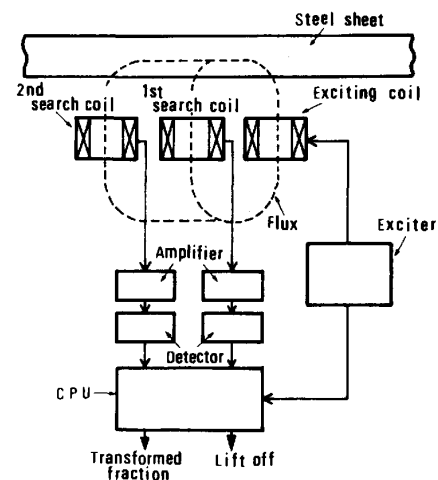 Steel sheet
2nd
search coil
1st
search coil
Exciting coil
Flux
Exciter
Amplifier
Detector
CPU
Transformed
fraction
Lift off